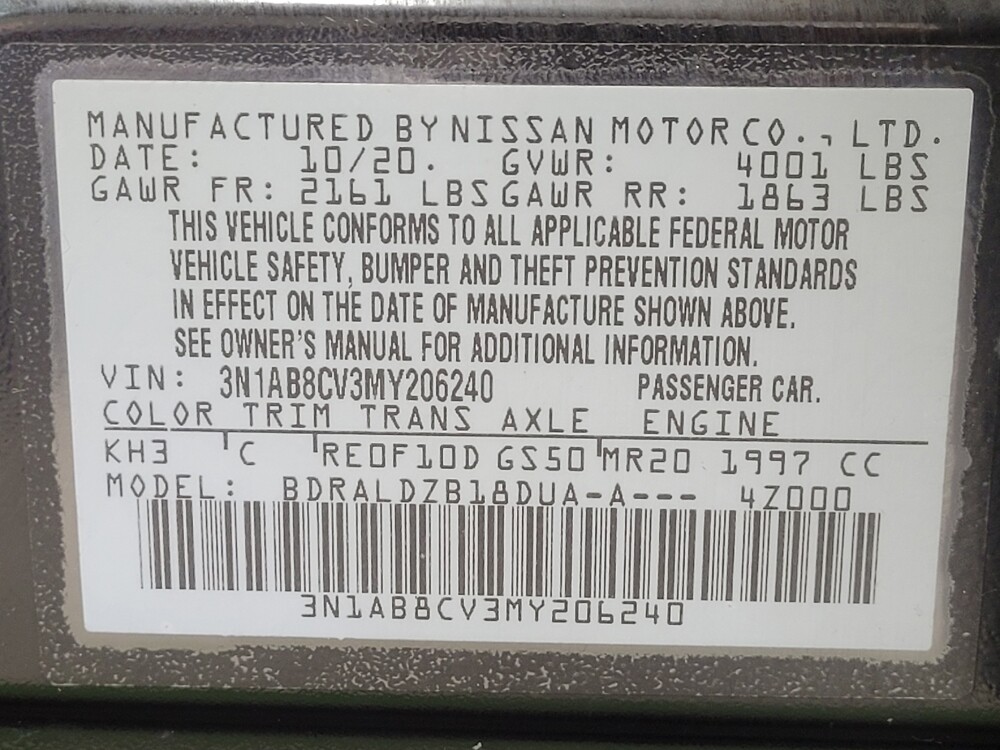 MANUFACTURED BY NISSAN MOTOR CO., LTD.
DATE: 10/20. GVWR: 4001 LBS
GAWR FR: 2161 LBS GAWR RR: 1863 LBS
THIS VEHICLE CONFORMS TO ALL APPLICABLE FEDERAL MOTOR
VEHICLE SAFETY, BUMPER AND THEFT PREVENTION STANDARDS
IN EFFECT ON THE DATE OF MANUFACTURE SHOWN ABOVE.
SEE OWNER'S MANUAL FOR ADDITIONAL INFORMATION.
VIN: 3N1AB8CV3MY206240 PASSENGER CAR.
COLOR TRIM TRANS AXLE ENGINE
KH3 C RE0F10D GS50 MR20 1997 CC
MODEL: BDRALDZB18DUA-A--- 4Z000
3N1AB8CV3MY206240